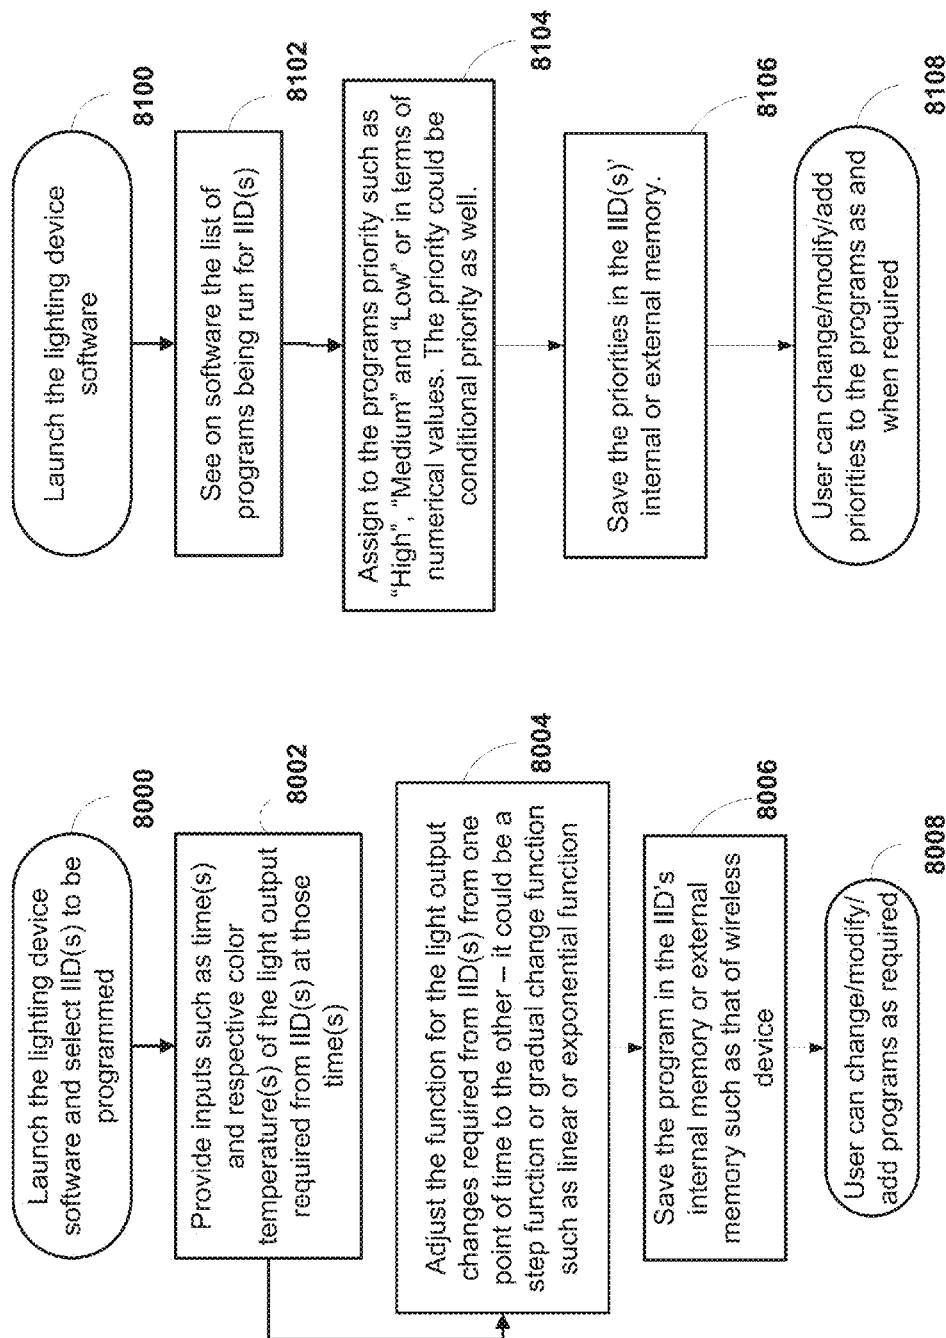 Launch the lighting device
software and select IID(s) to be
programmed
8000
Provide inputs such as time(s)
and respective color
temperature(s) of the light output
required from IID(s) at those
time(s)
8002
Adjust the function for the light output
changes required from IID(s) from one
point of time to the other – it could be a
step function or gradual change function
such as linear or exponential function
8004
Save the program in the IID's
internal memory or external
memory such as that of wireless
device
8006
User can change/modify/
add programs as required
8008
Launch the lighting device
software
8100
See on software the list of
programs being run for IID(s)
8102
Assign to the programs priority such as
“High”, “Medium” and “Low” or in terms of
numerical values. The priority could be
conditional priority as well.
8104
Save the priorities in the IID(s)'
internal or external memory.
8106
User can change/modify/add
priorities to the programs as and
when required
8108